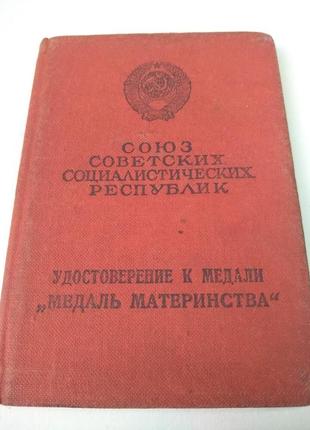 СОЮЗ
СОВЕТСКИХ
СОЦИАЛИСТИЧЕСКИХ
РЕСПУБЛИК
УДОСТОВЕРЕНИЕ К МЕДАЛИ
„МЕДАЛЬ МАТЕРИНСТВА“